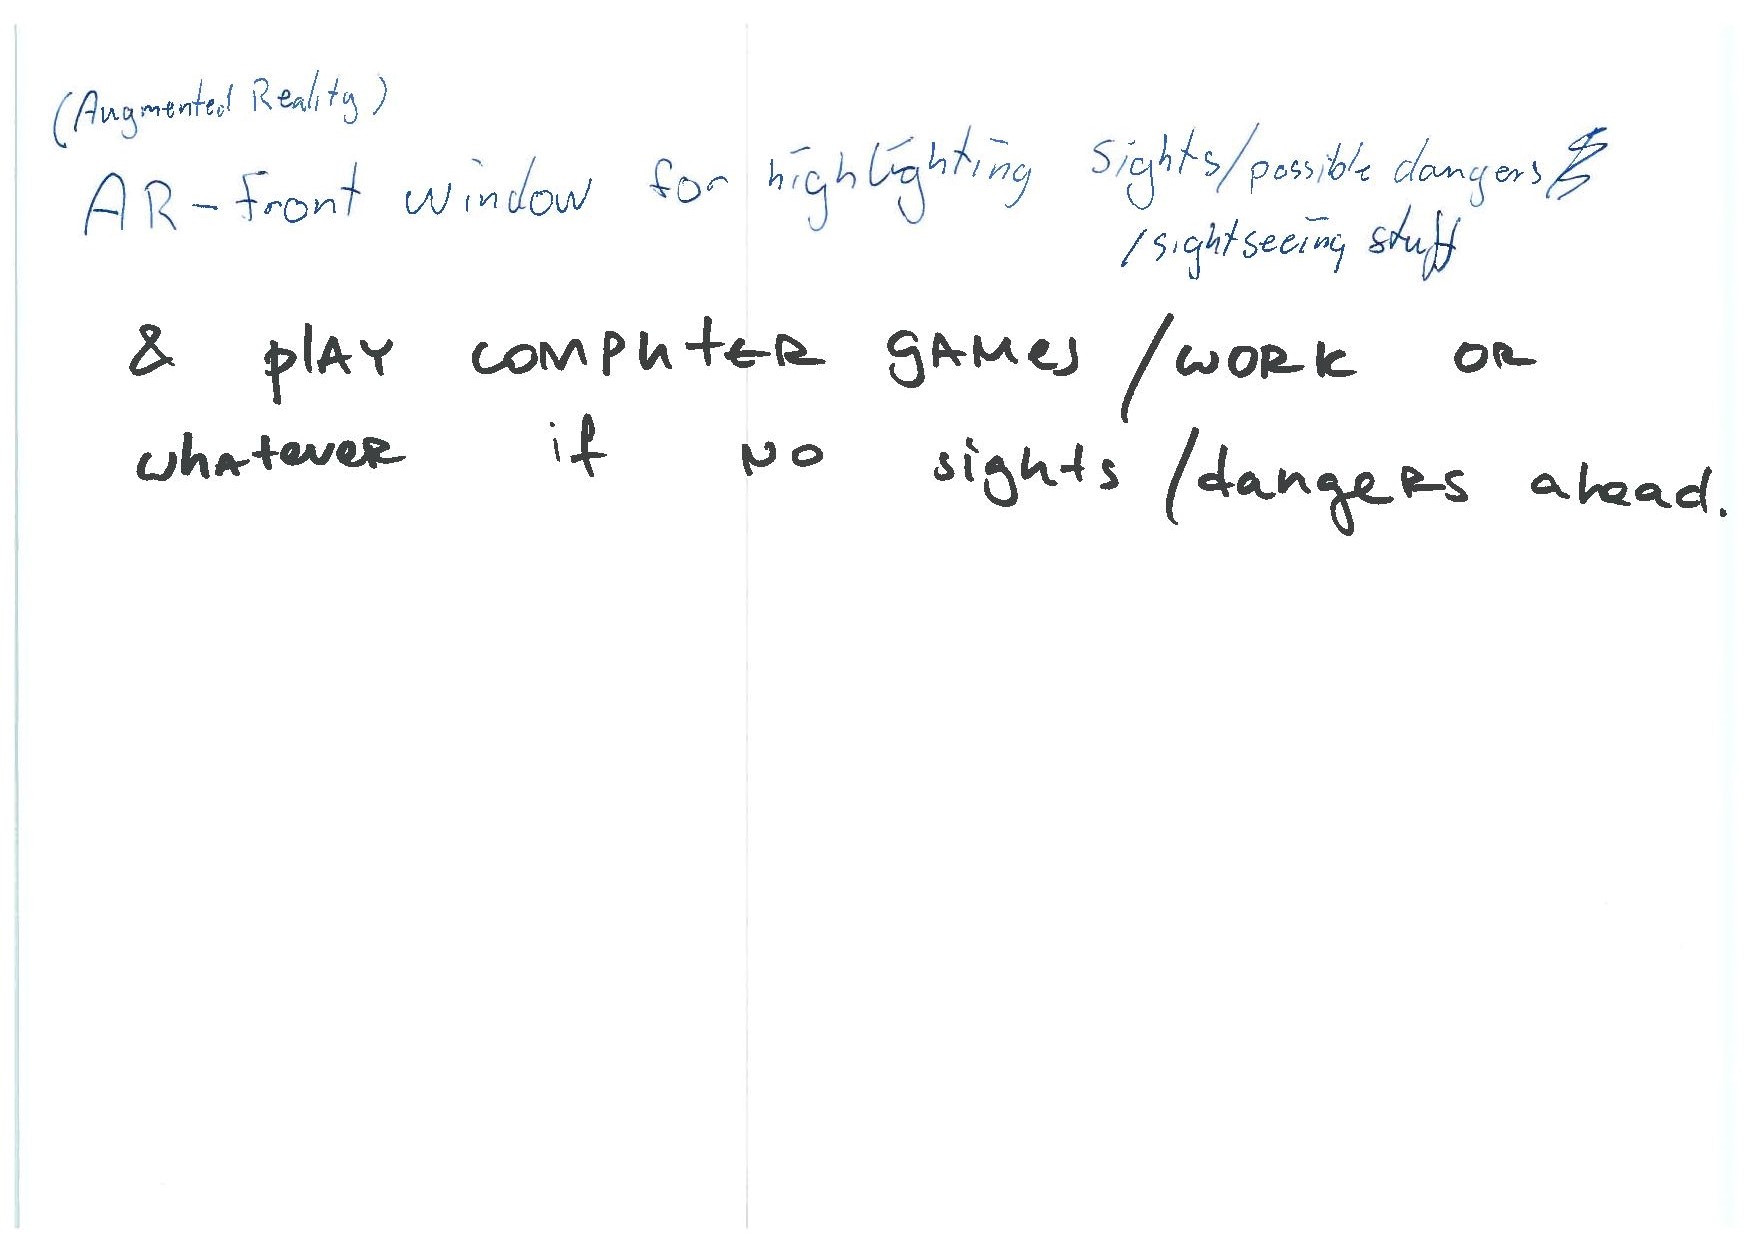 (Augmented Reality)
AR-Front window for highlighting sights/possible dangers
/sightseeing stuff
& plAY computER gAMes /WORK OR
whatever if NO sights /dangeRs ahead.